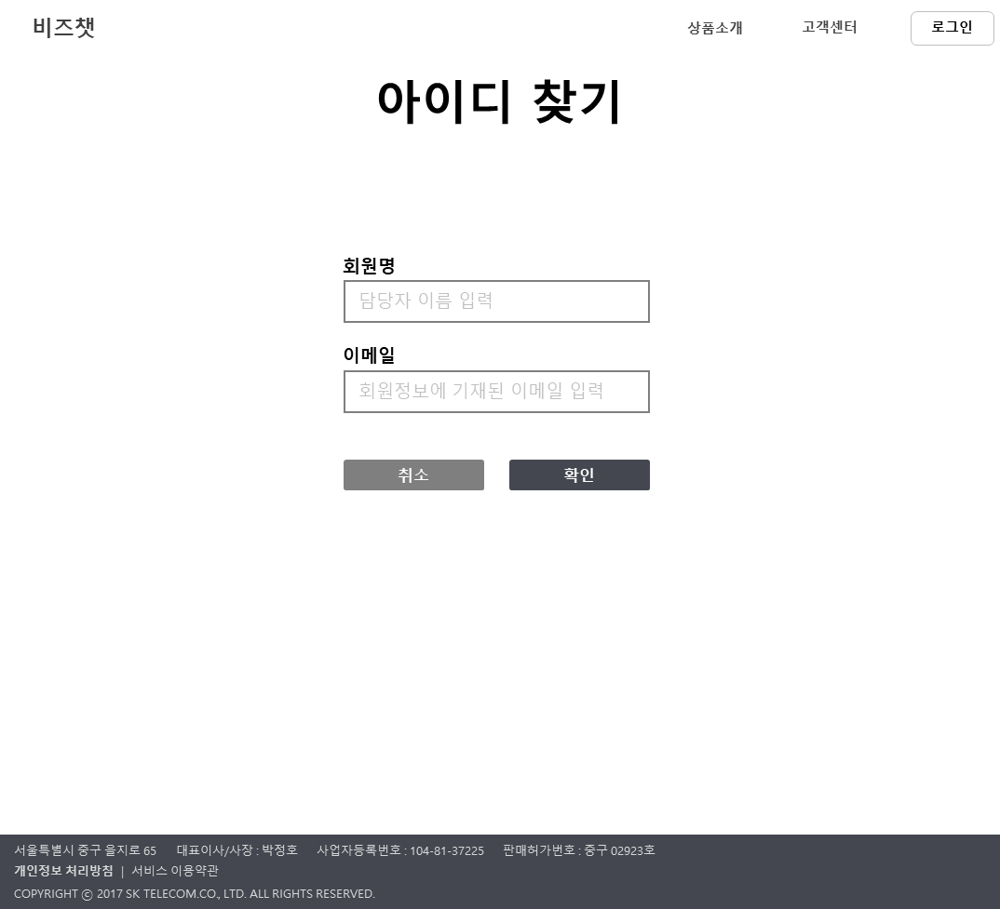 비즈챗 상품소개 고객센터 로그인
아이디 찾기
회원명
담당자 이름 입력
이메일
회원정보에 기재된 이메일 입력
취소 확인
서울특별시 중구 을지로 65 대표이사/사장 : 박정호 사업자등록번호 : 104-81-37225 판매허가번호 : 중구 02923호
개인정보 처리방침 | 서비스 이용약관
COPYRIGHT ⓒ 2017 SK TELECOM.CO., LTD. ALL RIGHTS RESERVED.